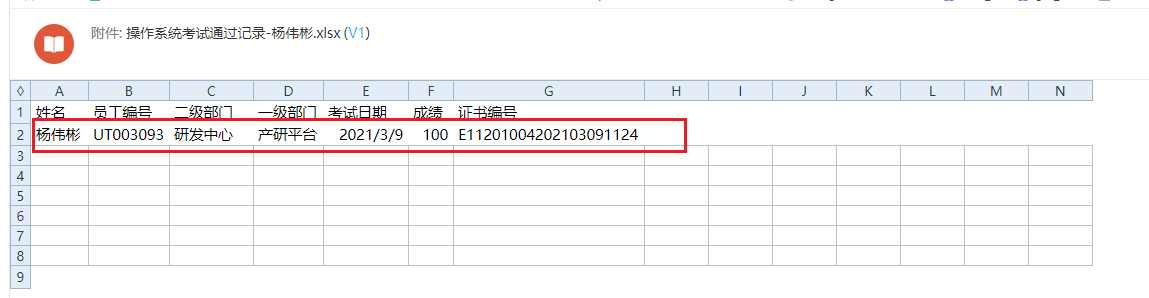 附件: 操作系统考试通过记录-杨伟彬.xlsx (V1)
A B C D E F G H I J K L M N
1 姓名 员工编号 二级部门 一级部门 考试日期 成绩 证书编号
2 杨伟彬 UT003093 研发中心 产研平台 2021/3/9 100 E11201004202103091124
3
4
5
6
7
8
9